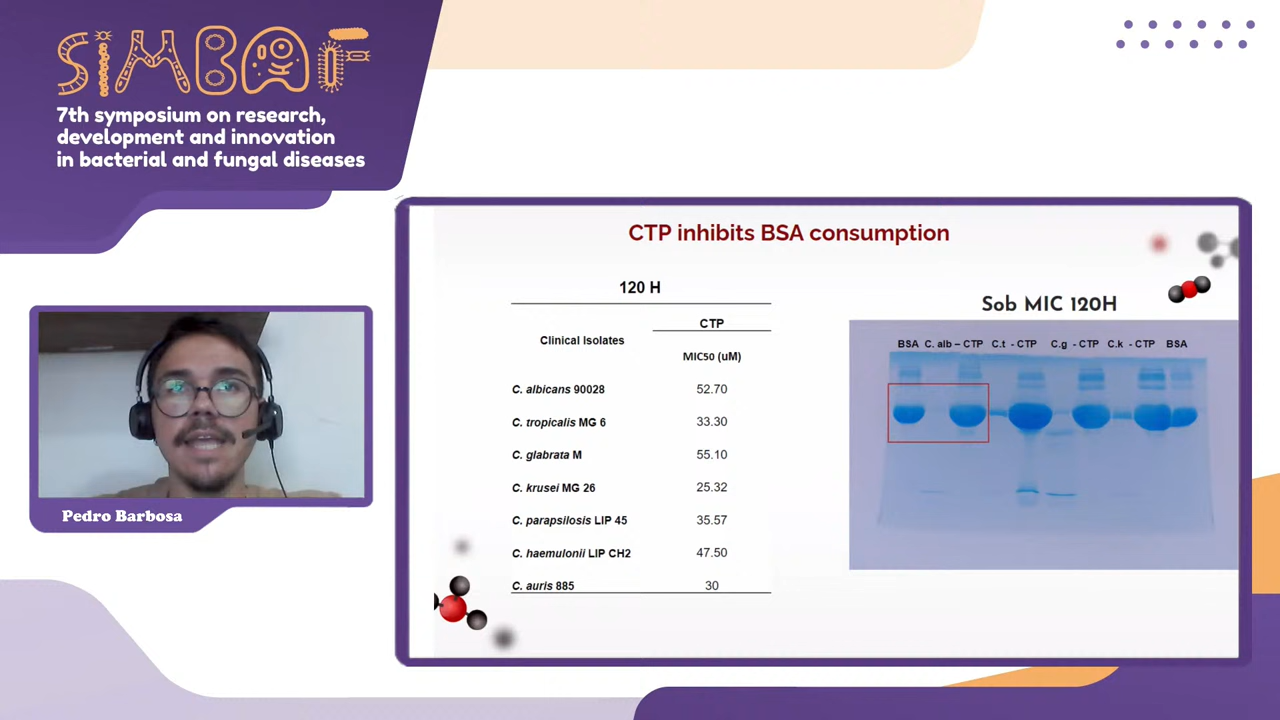 SIMBAF
7th symposium on research,
development and innovation
in bacterial and fungal diseases
Pedro Barbosa
CTP inhibits BSA consumption
120 H
CTP
Clinical Isolates
MIC50 (uM)
C. albicans 90028 52.70
C. tropicalis MG 6 33.30
C. glabrata M 55.10
C. krusei MG 26 25.32
C. parapsilosis LIP 45 35.57
C. haemulonii LIP CH2 47.50
C. auris 885 30
Sob MIC 120H
BSA C. alb – CTP C.t - CTP C.g - CTP C.k - CTP BSA